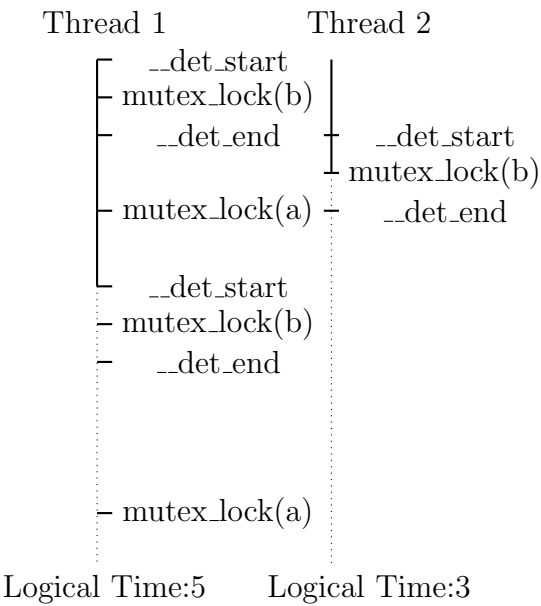 Thread 1 Thread 2
__det_start
mutex_lock(b)
__det_end __det_start
mutex_lock(b)
mutex_lock(a) __det_end
__det_start
mutex_lock(b)
__det_end
mutex_lock(a)
Logical Time:5 Logical Time:3